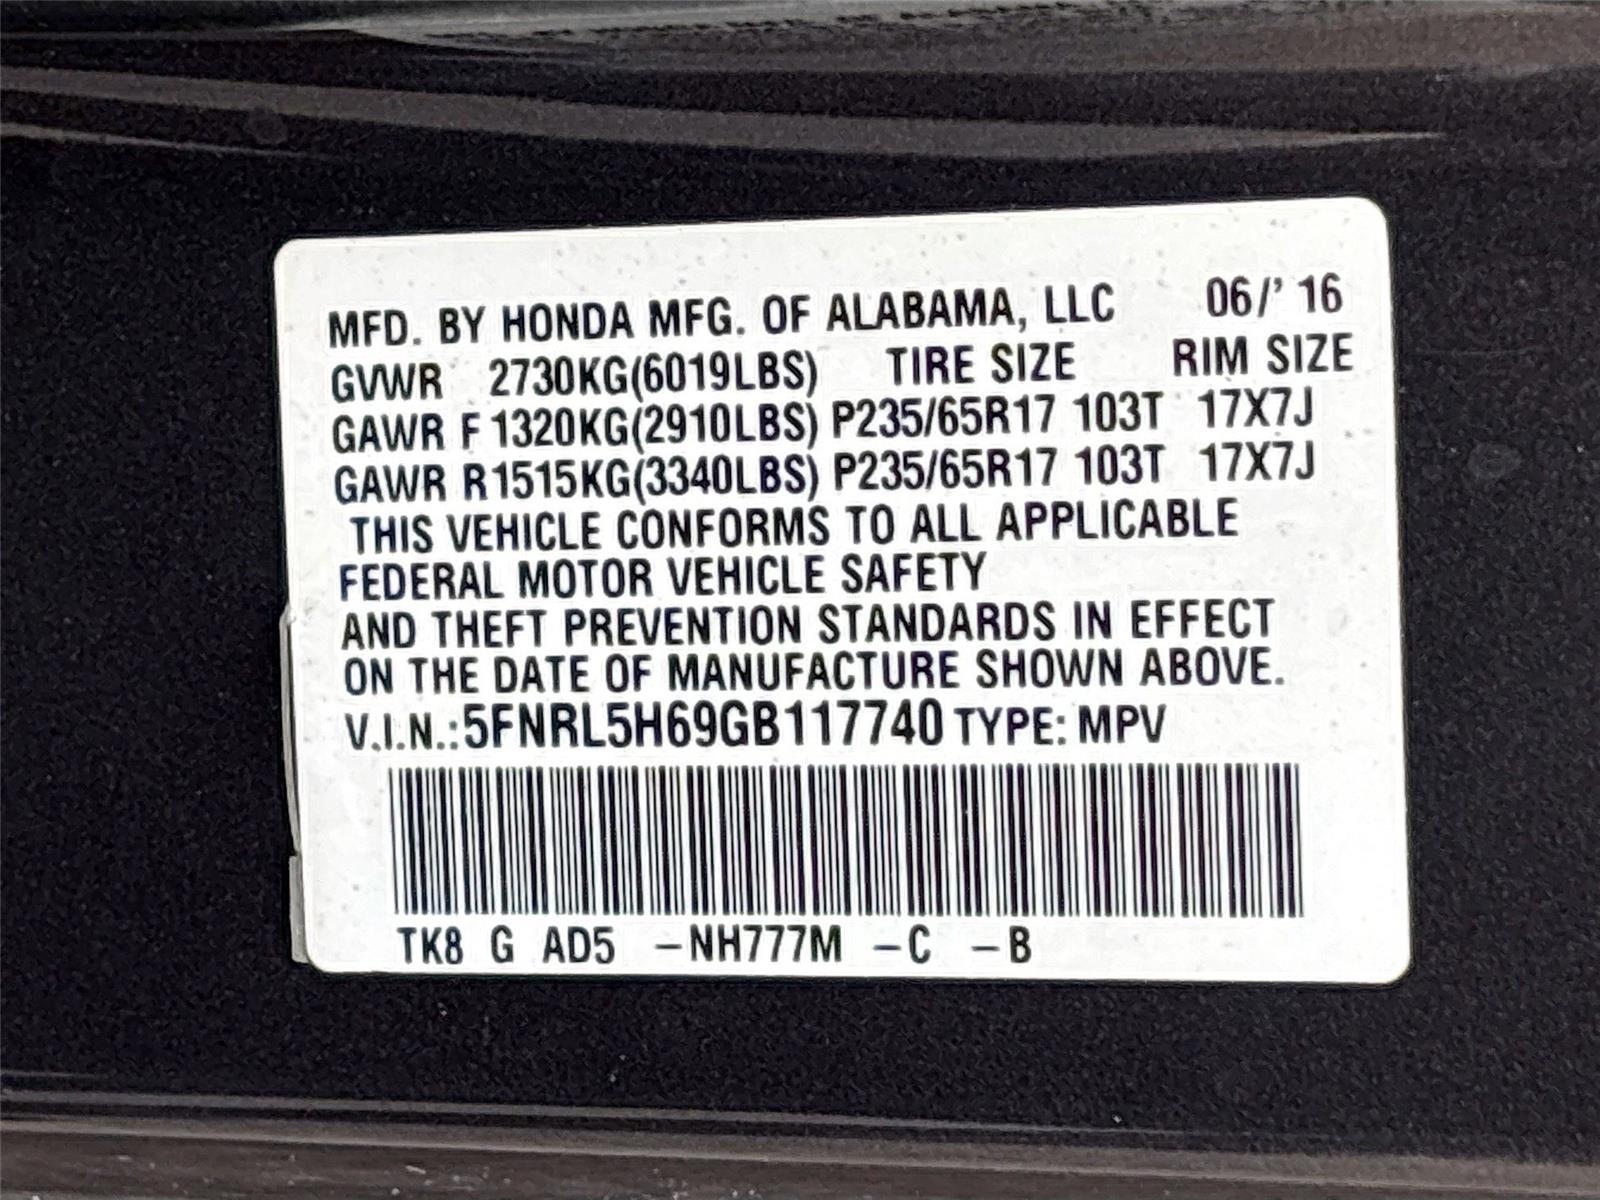 MFD. BY HONDA MFG. OF ALABAMA, LLC 06/' 16
GVWR 2730KG(6019LBS) TIRE SIZE RIM SIZE
GAWR F 1320KG(2910LBS) P235/65R17 103T 17X7J
GAWR R1515KG(3340LBS) P235/65R17 103T 17X7J
THIS VEHICLE CONFORMS TO ALL APPLICABLE
FEDERAL MOTOR VEHICLE SAFETY
AND THEFT PREVENTION STANDARDS IN EFFECT
ON THE DATE OF MANUFACTURE SHOWN ABOVE.
V.I.N.:5FNRL5H69GB117740 TYPE: MPV
TK8 G AD5 -NH777M -C -B